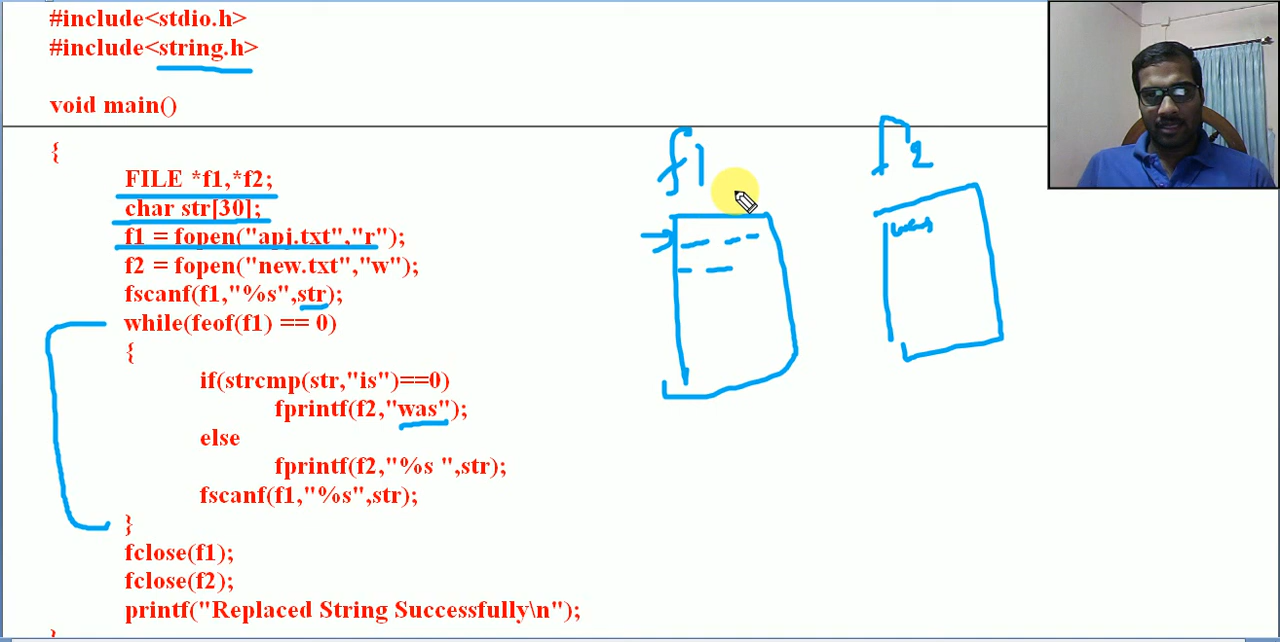 #include<stdio.h>
#include<string.h>
void main()
{
FILE *f1,*f2;
char str[30];
f1 = fopen("apj.txt","r");
f2 = fopen("new.txt","w");
fscanf(f1,"%s",str);
while(feof(f1) == 0)
{
if(strcmp(str,"is")==0)
fprintf(f2,"was");
else
fprintf(f2,"%s ",str);
fscanf(f1,"%s",str);
}
fclose(f1);
fclose(f2);
printf("Replaced String Successfully\n");
}
f1
f2
was